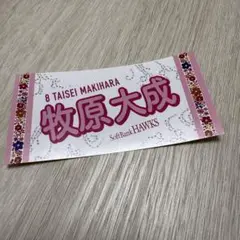 8 TAISEI MAKIHARA
牧原大成
SoftBank HAWKS